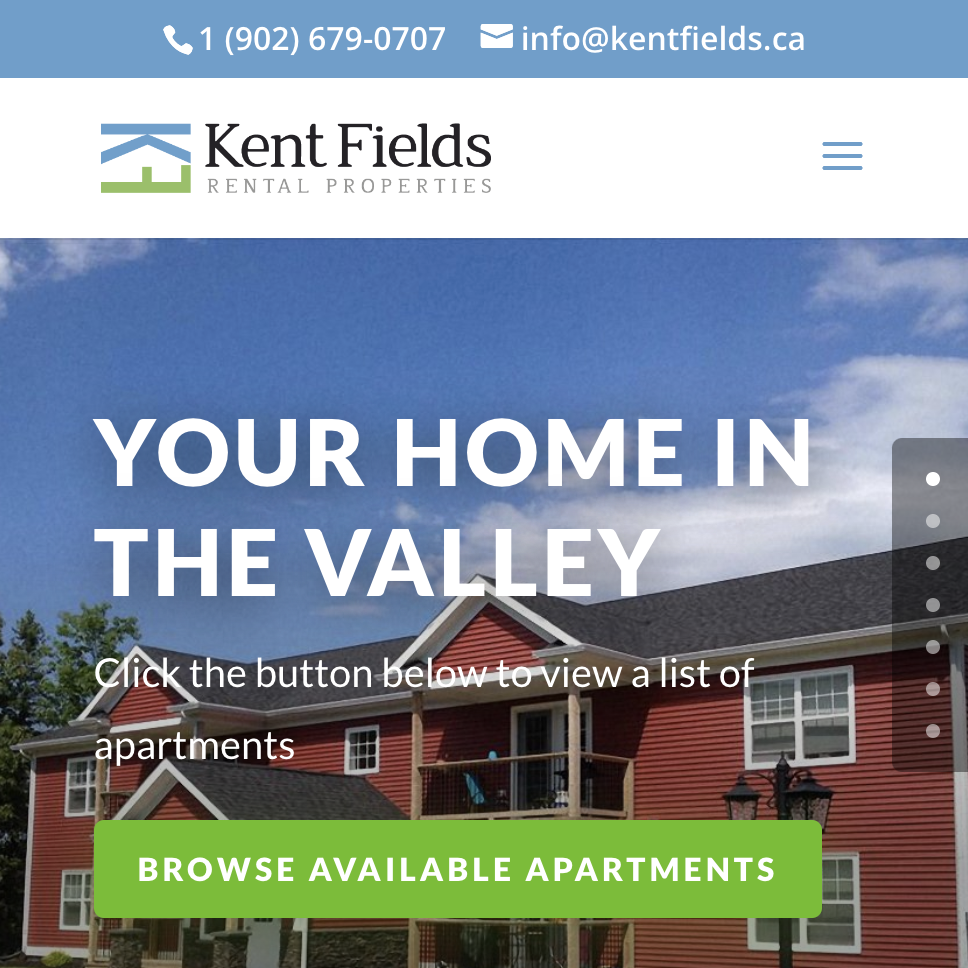 1 (902) 679-0707 info@kentfields.ca
Kent Fields
RENTAL PROPERTIES
YOUR HOME IN
THE VALLEY
Click the button below to view a list of
apartments
BROWSE AVAILABLE APARTMENTS